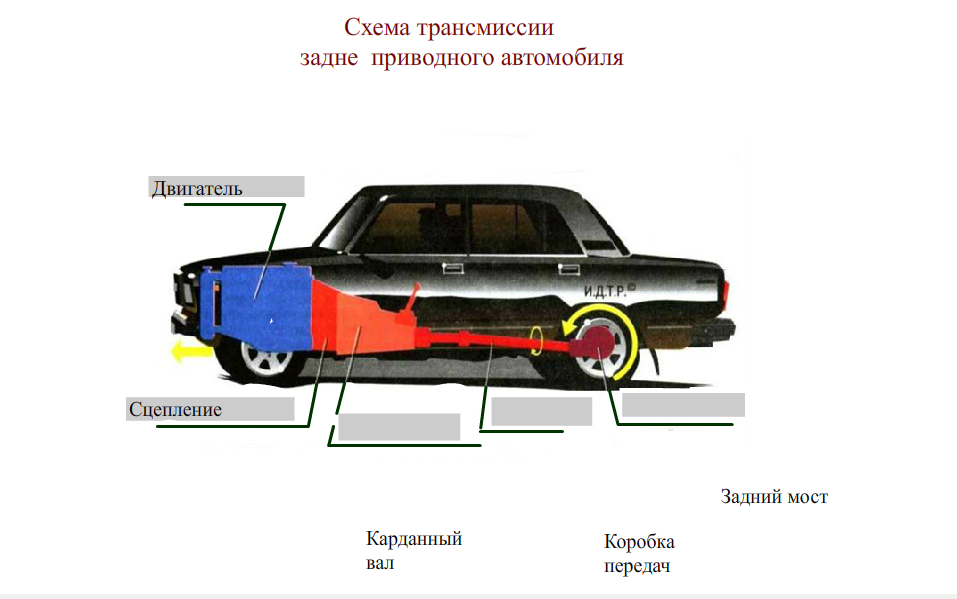 Схема трансмиссии
задне приводного автомобиля
Двигатель
И.Д.Т.Р.©
Сцепление
Задний мост
Карданный
вал
Коробка
передач